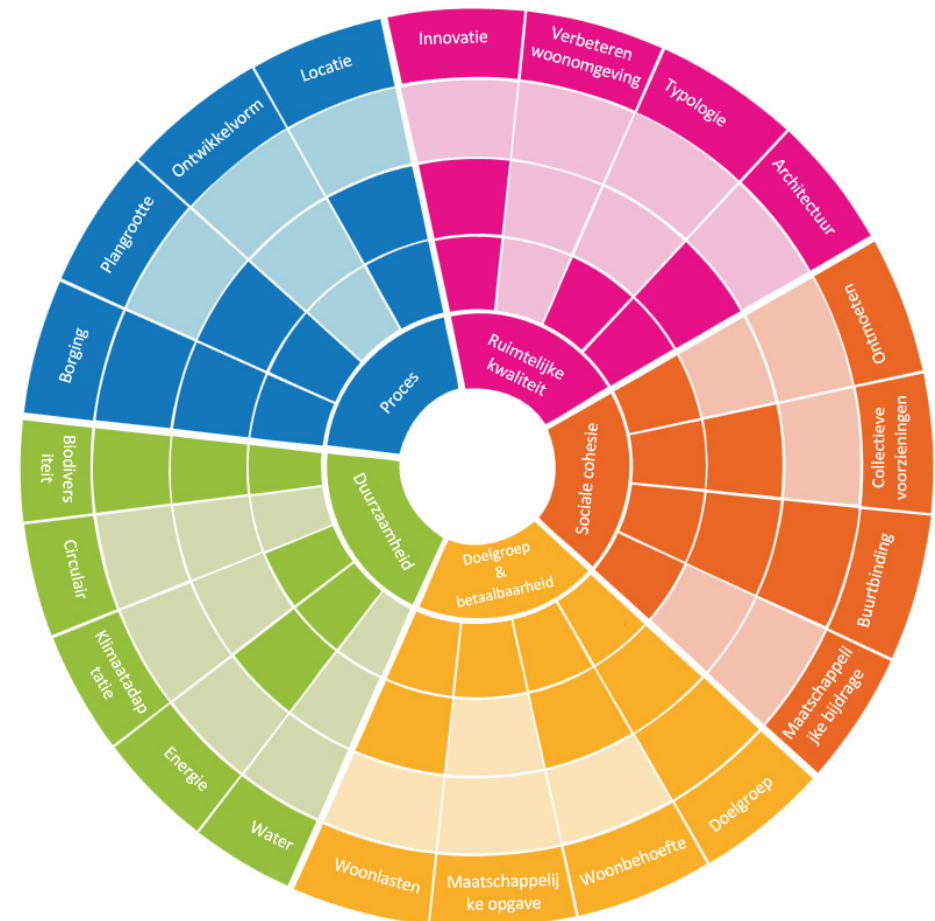 Innovatie
Verbeteren
woonomgeving
Typologie
Architectuur
Ontmoeten
Collectieve
voorzieningen
Buurtbinding
Maatschappeli
jke bijdrage
Doelgroep
Woonbehoefte
Maatschappelij
ke opgave
Woonlasten
Water
Energie
Klimaatadap
tatie
Circulair
Biodivers
iteit
Borging
Plangrootte
Ontwikkelvorm
Locatie
Ruimtelijke
kwaliteit
Sociale cohesie
Doelgroep
&
betaalbaarheid
Duurzaamheid
Proces